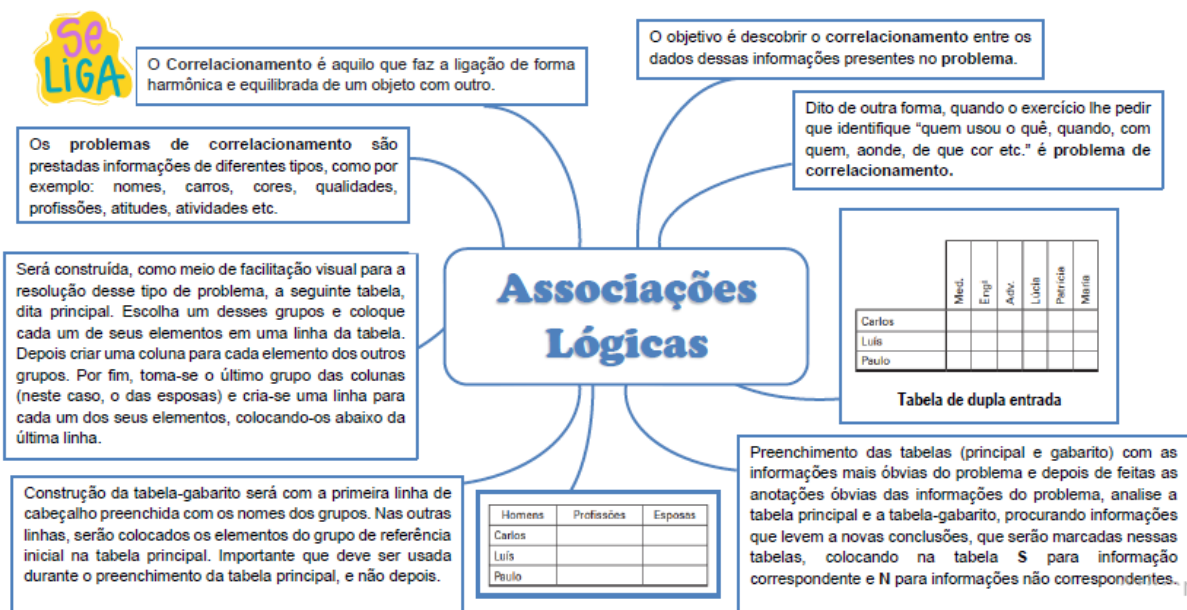 Se
LIGA
O Correlacionamento é aquilo que faz a ligação de forma
harmônica e equilibrada de um objeto com outro.
O objetivo é descobrir o correlacionamento entre os
dados dessas informações presentes no problema.
Os problemas de correlacionamento são
prestadas informações de diferentes tipos, como por
exemplo: nomes, carros, cores, qualidades,
profissões, atitudes, atividades etc.
Dito de outra forma, quando o exercício lhe pedir
que identifique “quem usou o quê, quando, com
quem, aonde, de que cor etc.” é problema de
correlacionamento.
Será construída, como meio de facilitação visual para a
resolução desse tipo de problema, a seguinte tabela,
dita principal. Escolha um desses grupos e coloque
cada um de seus elementos em uma linha da tabela.
Depois criar uma coluna para cada elemento dos outros
grupos. Por fim, toma-se o último grupo das colunas
(neste caso, o das esposas) e cria-se uma linha para
cada um dos seus elementos, colocando-os abaixo da
última linha.
Associações
Lógicas
Med. Engª Adv. Lúcia Patrícia Maria
Carlos
Luís
Paulo
Tabela de dupla entrada
Construção da tabela-gabarito será com a primeira linha de
cabeçalho preenchida com os nomes dos grupos. Nas outras
linhas, serão colocados os elementos do grupo de referência
inicial na tabela principal. Importante que deve ser usada
durante o preenchimento da tabela principal, e não depois.
Homens Profissões Esposas
Carlos
Luís
Paulo
Preenchimento das tabelas (principal e gabarito) com as
informações mais óbvias do problema e depois de feitas as
anotações óbvias das informações do problema, analise a
tabela principal e a tabela-gabarito, procurando informações
que levem a novas conclusões, que serão marcadas nessas
tabelas, colocando na tabela S para informação
correspondente e N para informações não correspondentes.